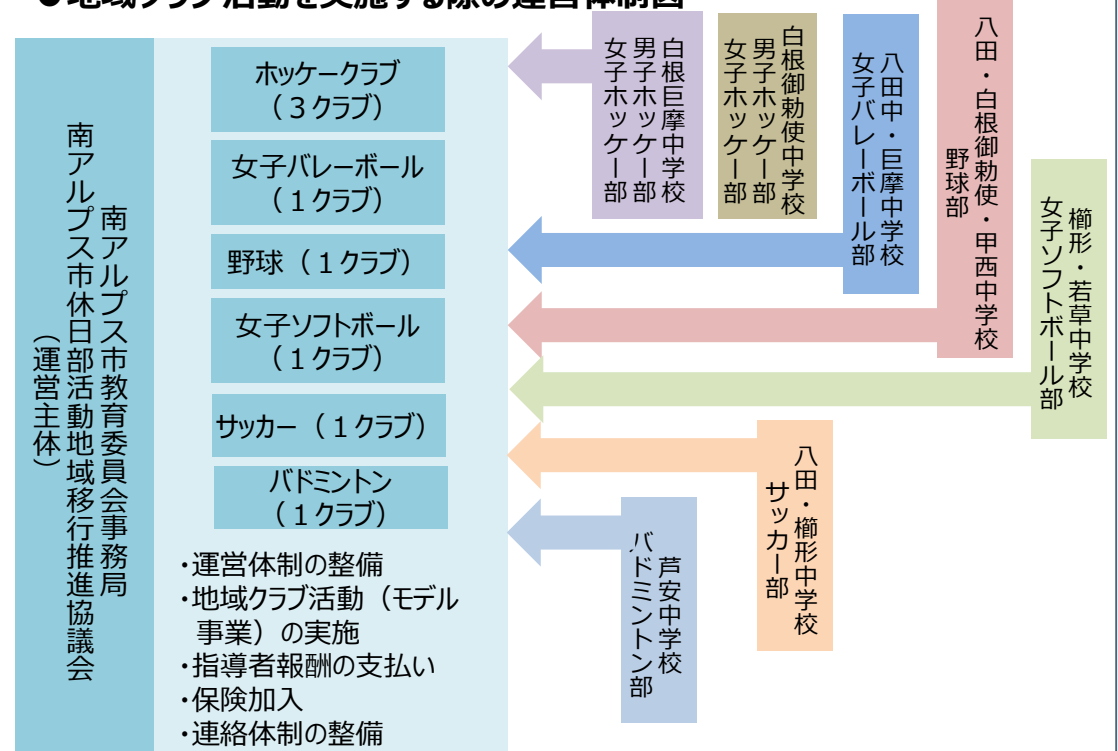 ●地域クラブ活動を実施する際の運営体制図
南アルプス市教育委員会事務局
南アルプス市休日部活動地域移行推進協議会
（運営主体）
ホッケークラブ
（３クラブ）
女子バレーボール
（１クラブ）
野球（１クラブ）
女子ソフトボール
（１クラブ）
サッカー（１クラブ）
バドミントン
（１クラブ）
・運営体制の整備
・地域クラブ活動（モデル
事業）の実施
・指導者報酬の支払い
・保険加入
・連絡体制の整備
白根巨摩中学校
男子ホッケー部
女子ホッケー部
白根御勅使中学校
男子ホッケー部
女子ホッケー部
八田中・巨摩中学校
女子バレーボール部
八田・白根御勅使・甲西中学校
野球部
櫛形・若草中学校
女子ソフトボール部
八田・櫛形中学校
サッカー部
芦安中学校
バドミントン部